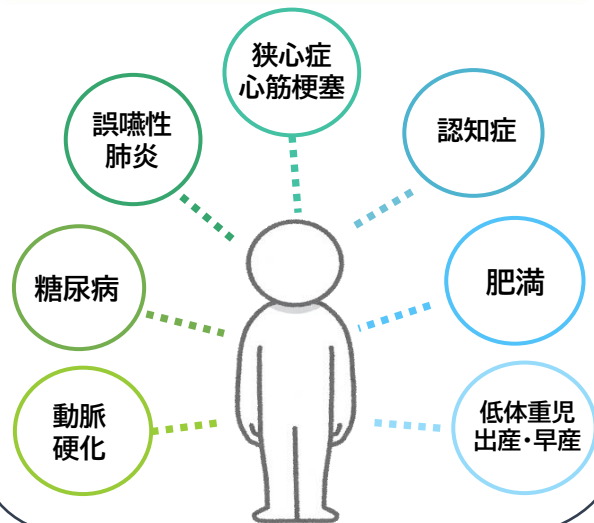 狭心症
心筋梗塞
誤嚥性
肺炎
認知症
糖尿病
肥満
動脈
硬化
低体重児
出産・早産